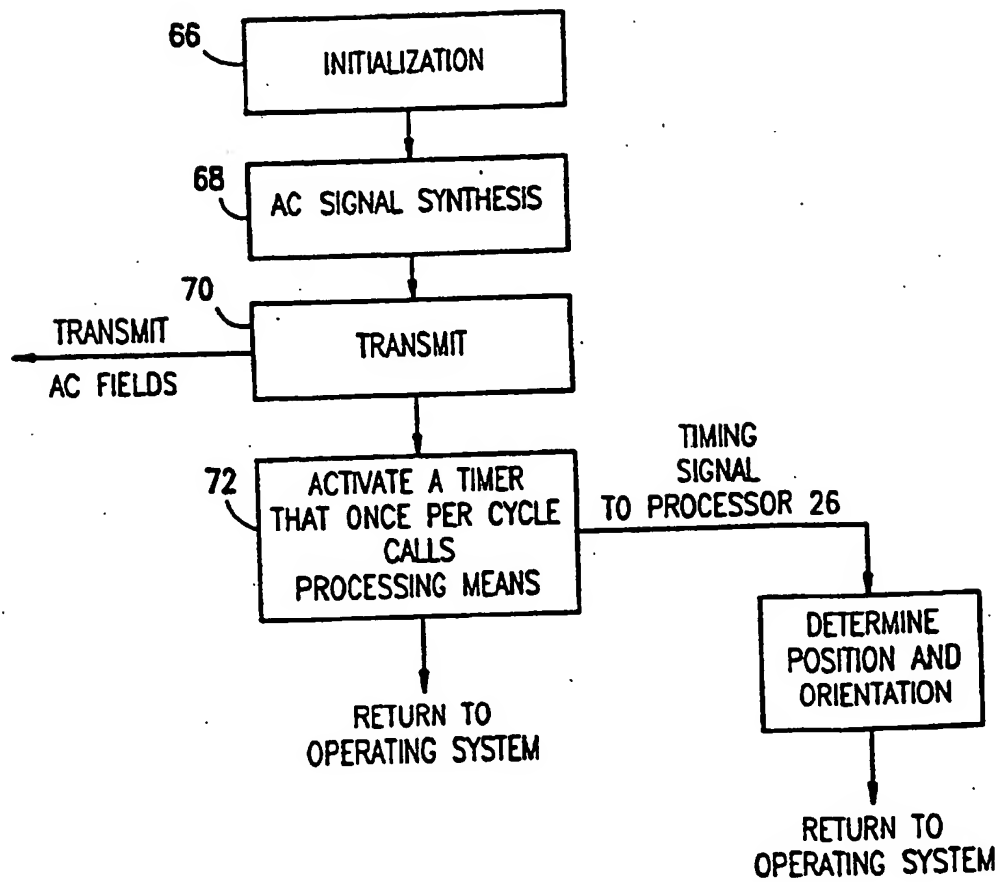 66
INITIALIZATION
68
AC SIGNAL SYNTHESIS
70
TRANSMIT
AC FIELDS
TRANSMIT
72
ACTIVATE A TIMER
THAT ONCE PER CYCLE
CALLS
PROCESSING MEANS
TIMING
SIGNAL
TO PROCESSOR 26
DETERMINE
POSITION AND
ORIENTATION
RETURN TO
OPERATING SYSTEM
RETURN TO
OPERATING SYSTEM